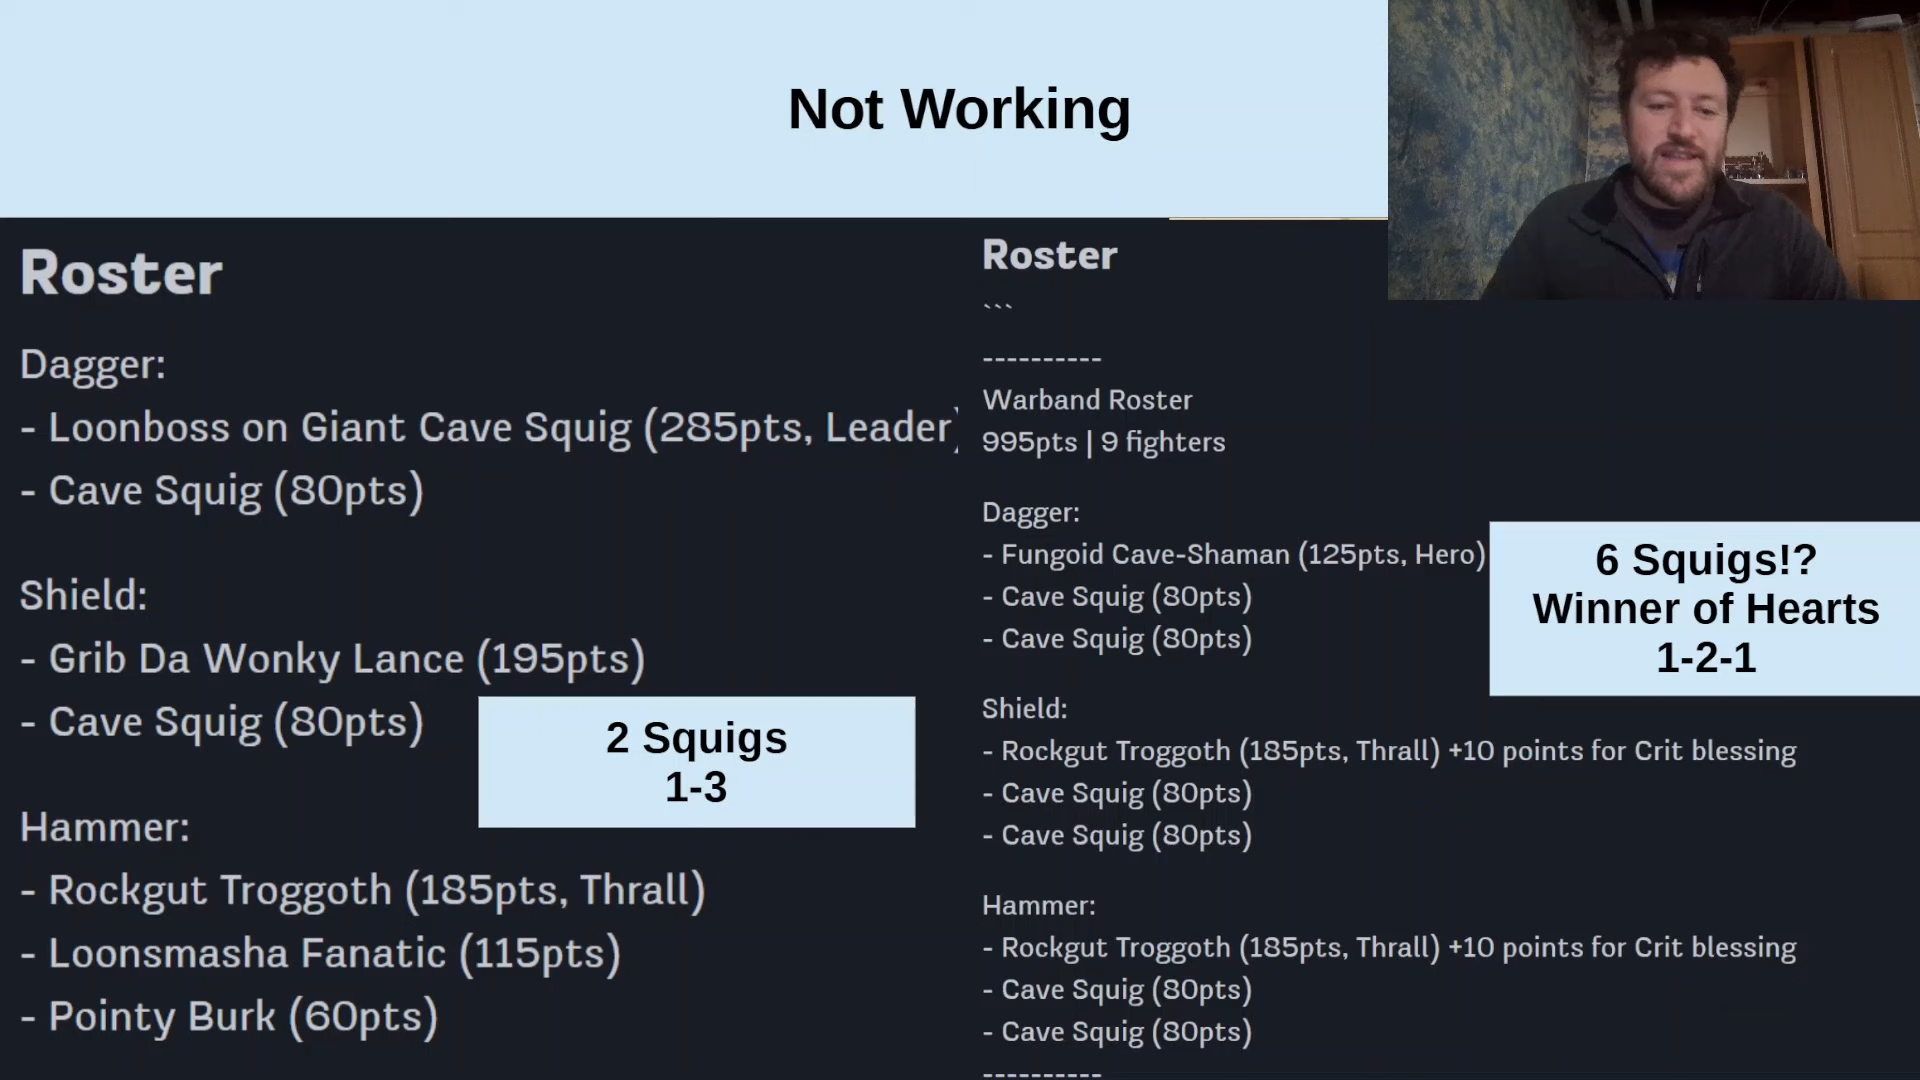 Not Working
Roster
Dagger:
- Loonboss on Giant Cave Squig (285pts, Leader)
- Cave Squig (80pts)
Shield:
- Grib Da Wonky Lance (195pts)
- Cave Squig (80pts)
2 Squigs
1-3
Hammer:
- Rockgut Troggoth (185pts, Thrall)
- Loonsmasha Fanatic (115pts)
- Pointy Burk (60pts)
Roster
```
----------
Warband Roster
995pts | 9 fighters
Dagger:
- Fungoid Cave-Shaman (125pts, Hero)
- Cave Squig (80pts)
- Cave Squig (80pts)
6 Squigs!?
Winner of Hearts
1-2-1
Shield:
- Rockgut Troggoth (185pts, Thrall) +10 points for Crit blessing
- Cave Squig (80pts)
- Cave Squig (80pts)
Hammer:
- Rockgut Troggoth (185pts, Thrall) +10 points for Crit blessing
- Cave Squig (80pts)
- Cave Squig (80pts)
----------